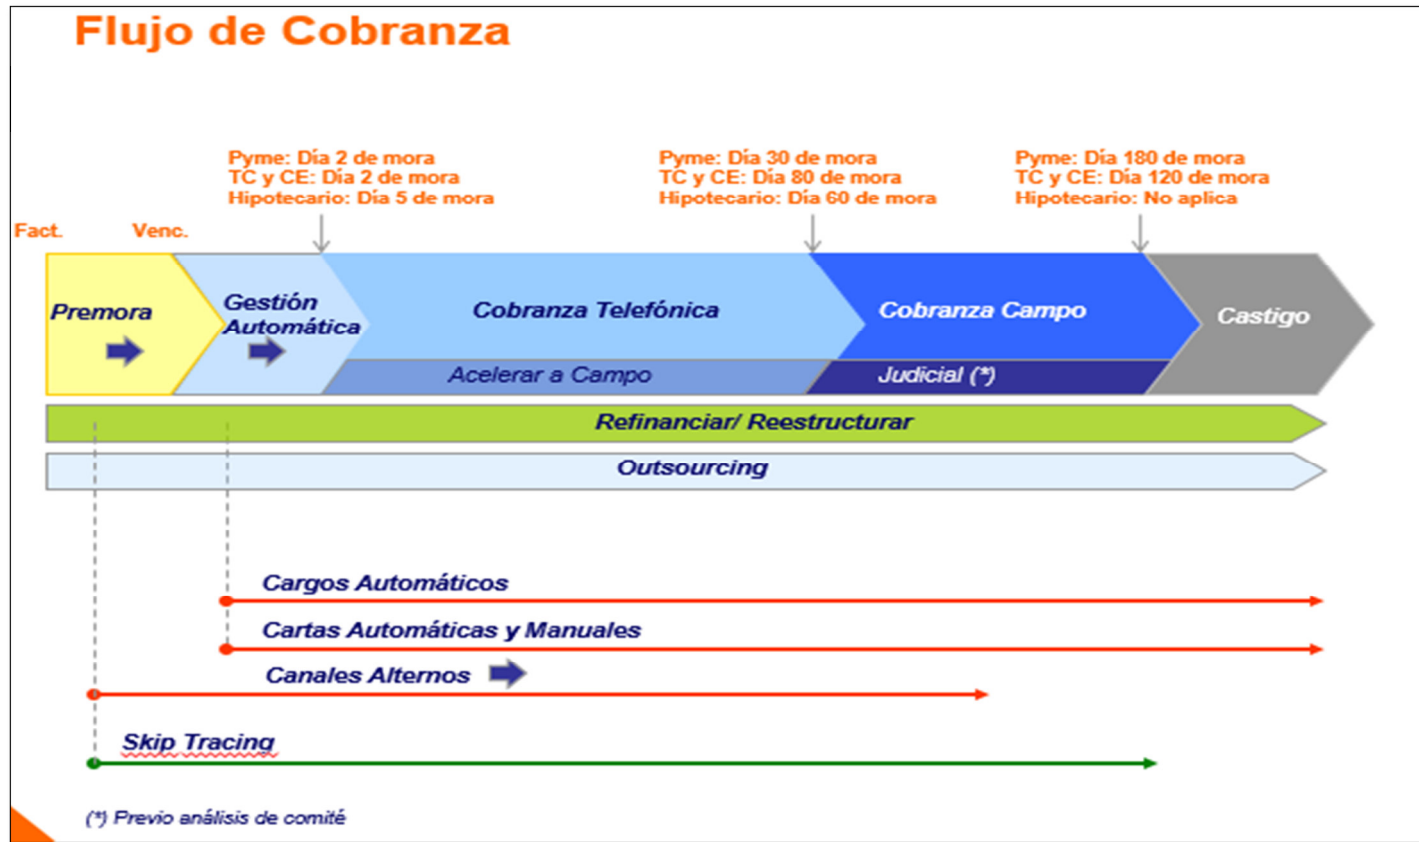 Flujo de Cobranza
Pyme: Día 2 de mora
TC y CE: Día 2 de mora
Hipotecario: Día 5 de mora
Pyme: Día 30 de mora
TC y CE: Día 80 de mora
Hipotecario: Día 60 de mora
Pyme: Día 180 de mora
TC y CE: Día 120 de mora
Hipotecario: No aplica
Fact.
Venc.
Premora
Gestión
Automática
Cobranza Telefónica
Cobranza Campo
Castigo
Acelerar a Campo
Judicial (*)
Refinanciar/ Reestructurar
Outsourcing
Cargos Automáticos
Cartas Automáticas y Manuales
Canales Alternos
Skip Tracing
(*) Previo análisis de comité